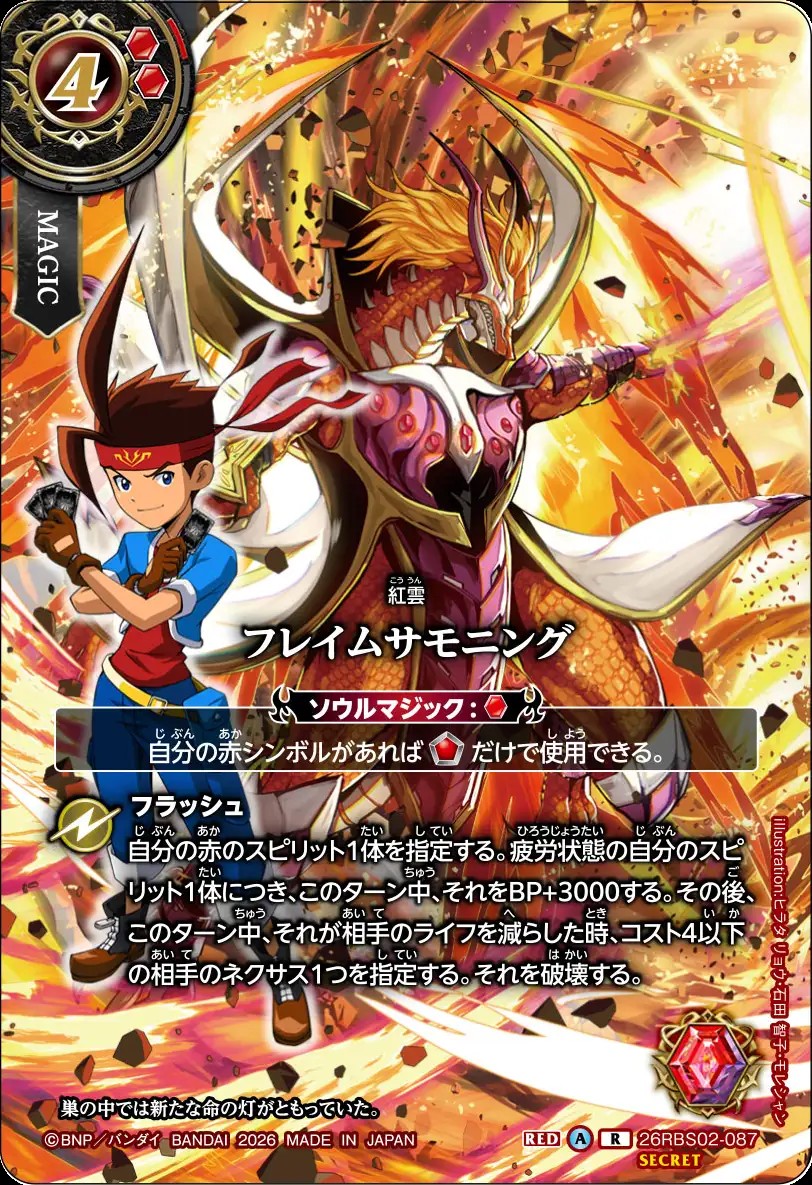 4
MAGIC
こううん
紅雲
フレイムサモニング
ソウルマジック:
自分の赤シンボルがあれば だけで使用できる。
フラッシュ
自分の赤のスピリット1体を指定する。疲労状態の自分のスピ
リット1体につき、このターン中、それをBP+3000する。その後、
このターン中、それが相手のライフを減らした時、コスト4以下
の相手のネクサス1つを指定する。それを破壊する。
巣の中では新たな命の灯がともっていた。
©BNP/バンダイ BANDAI 2026 MADE IN JAPAN
RED A R 26RBS02-087
SECRET
illustration:ヒラタリョウ・石田 智子・モレシャン